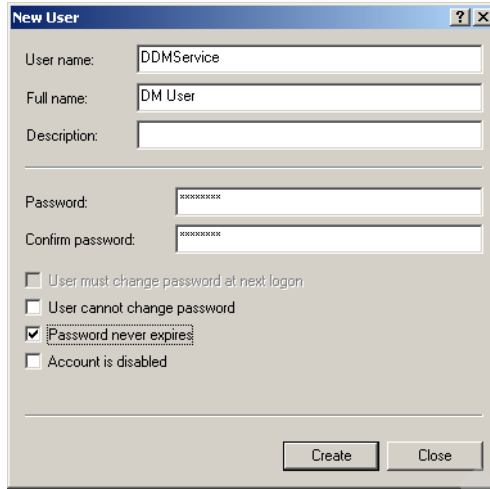 New User
User name: DDMService
Full name: DM User
Description:
Password: ********
Confirm password: ********
User must change password at next logon
User cannot change password
Password never expires
Account is disabled
Create Close